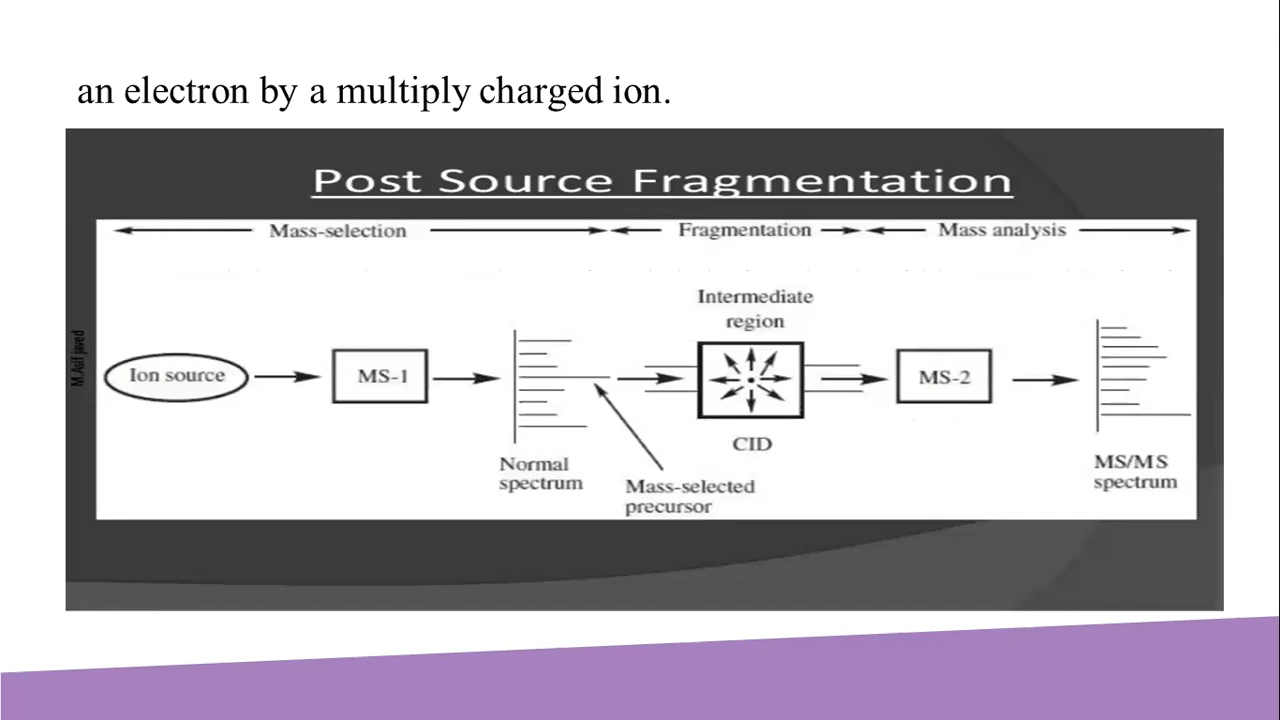 an electron by a multiply charged ion.
Post Source Fragmentation
Mass-selection
Fragmentation
Mass analysis
Intermediate
region
M.Asif javed
Ion source
MS-1
MS-2
CID
Normal
spectrum
Mass-selected
precursor
MS/MS
spectrum